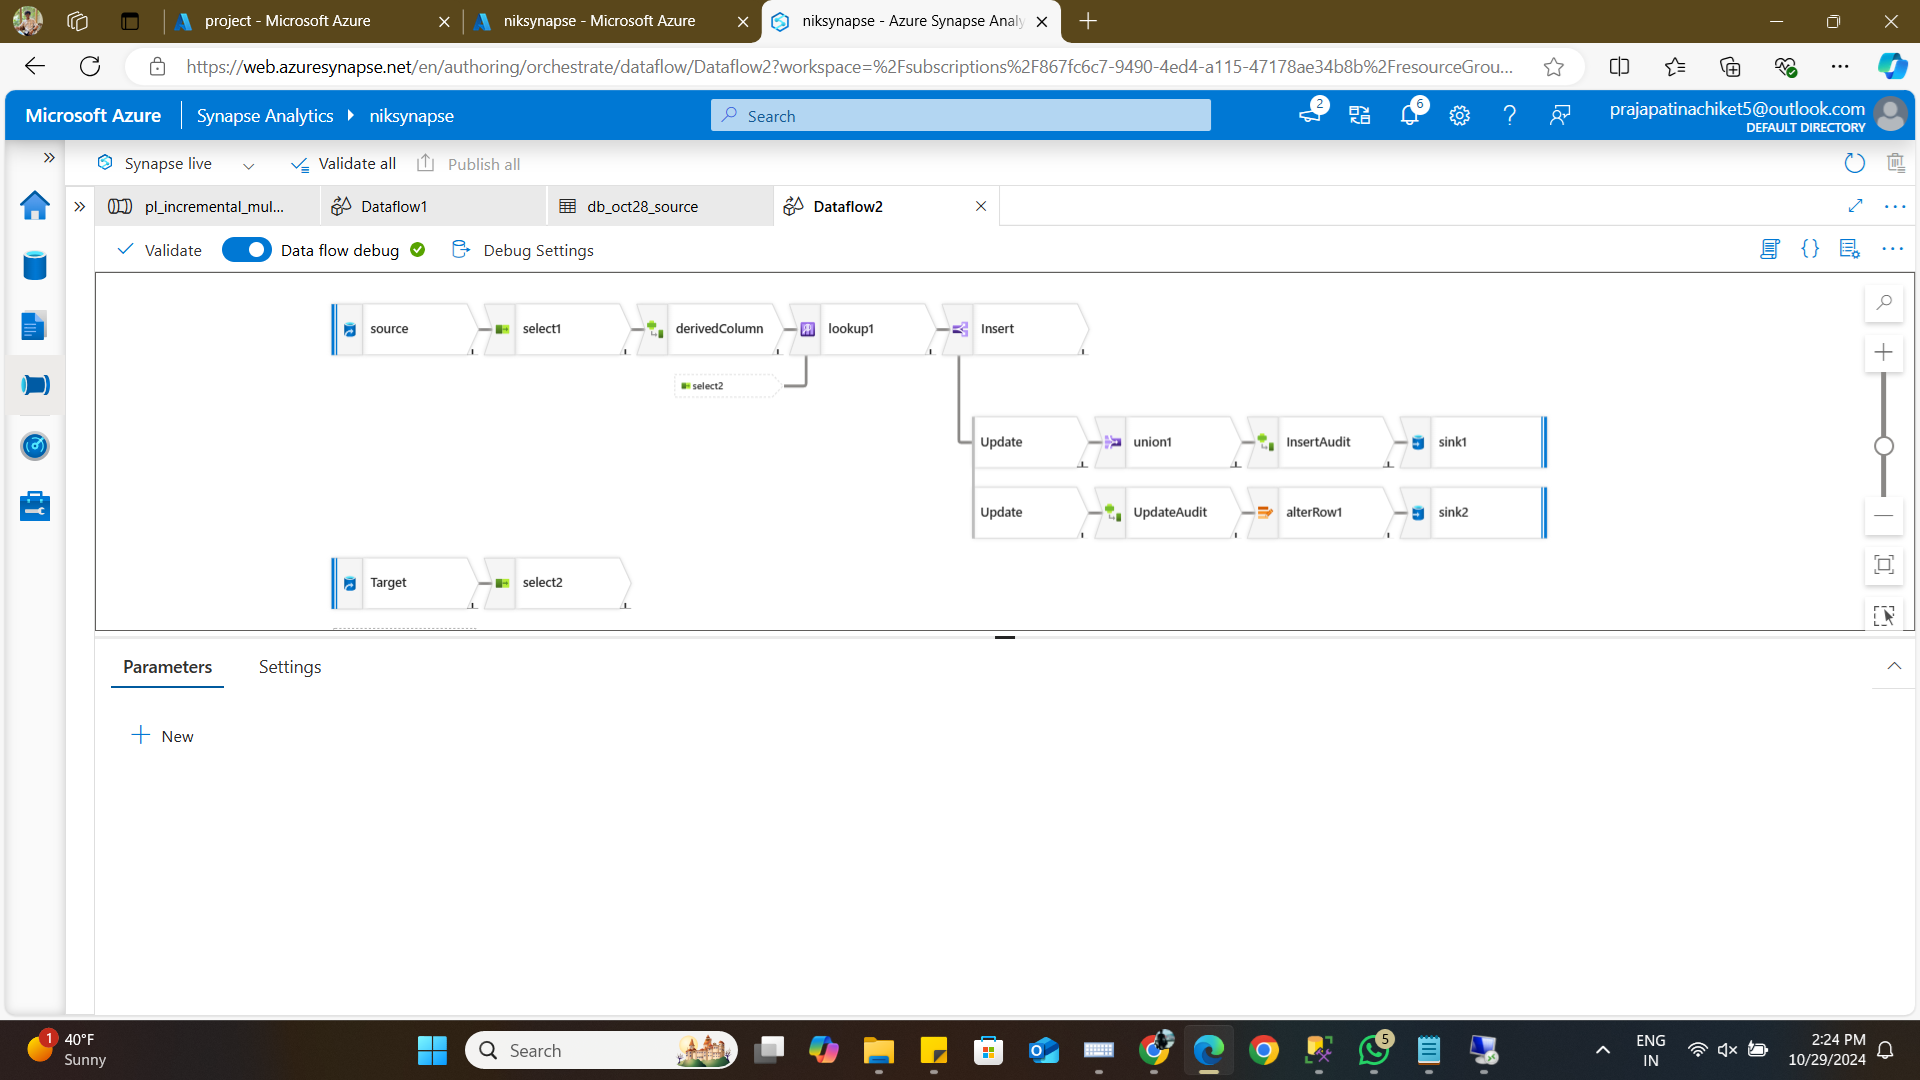 project - Microsoft Azure
niksynapse - Microsoft Azure
niksynapse - Azure Synapse Analy
https://web.azuresynapse.net/en/authoring/orchestrate/dataflow/Dataflow2?workspace=%2Fsubscriptions%2F867fc6c7-9490-4ed4-a115-47178ae34b8b%2FresourceGrou...
Microsoft Azure
Synapse Analytics
niksynapse
Search
2
6
prajapatinachiket5@outlook.com
DEFAULT DIRECTORY
Synapse live
Validate all
Publish all
pl_incremental_mul...
Dataflow1
db_oct28_source
Dataflow2
Validate
Data flow debug
Debug Settings
source
select1
derivedColumn
lookup1
Insert
select2
Update
union1
InsertAudit
sink1
Update
UpdateAudit
alterRow1
sink2
Target
select2
Parameters
Settings
New
1
40°F
Sunny
Search
5
ENG
IN
2:24 PM
10/29/2024